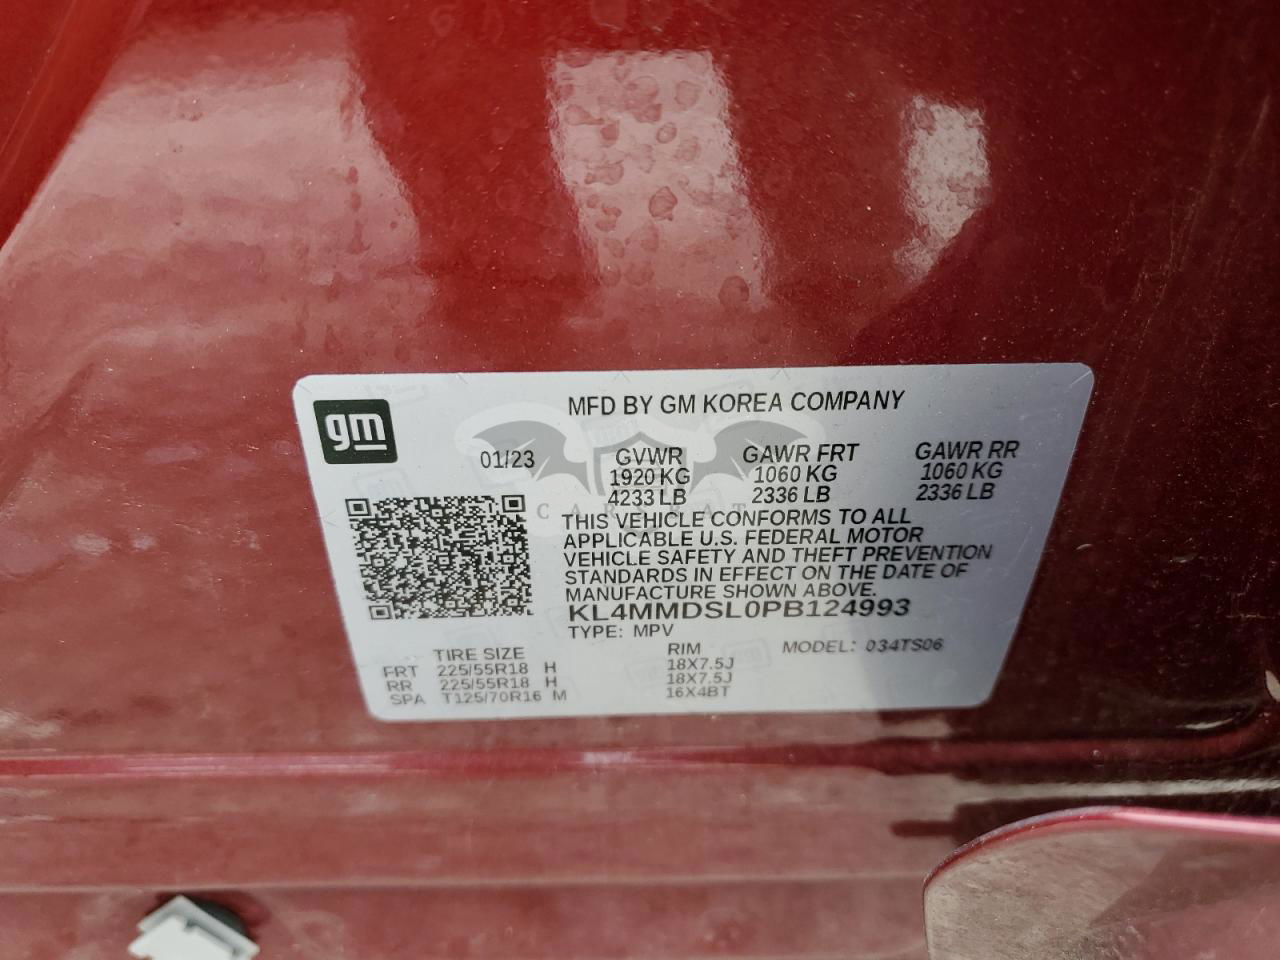 gm
MFD BY GM KOREA COMPANY
01/23 GVWR GAWR FRT GAWR RR
1920 KG 1060 KG 1060 KG
4233 LB 2336 LB 2336 LB
THIS VEHICLE CONFORMS TO ALL
APPLICABLE U.S. FEDERAL MOTOR
VEHICLE SAFETY AND THEFT PREVENTION
STANDARDS IN EFFECT ON THE DATE OF
MANUFACTURE SHOWN ABOVE.
KL4MMDSL0PB124993
TYPE: MPV
TIRE SIZE RIM MODEL: 034TS06
FRT 225/55R18 H 18X7.5J
RR 225/55R18 H 18X7.5J
SPA T125/70R16 M 16X4BT